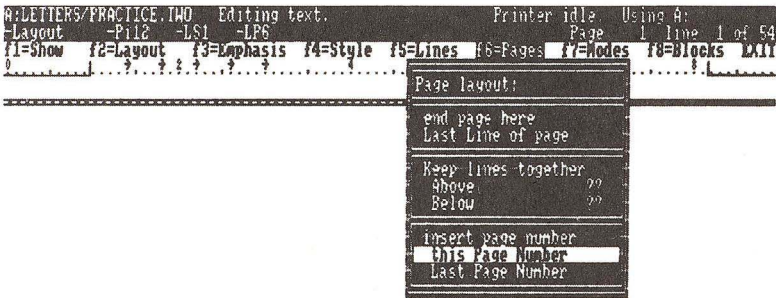 A:LETTERS/PRACTICE.TWO Editing text. Printer idle. Using A:
-Layout -Pi12 -LS1 -LP6 Page 1 line 1 of 54
f1=Show f2=Layout f3=Emphasis f4=Style f5=Lines f6=Pages f7=Modes f8=Blocks EXIT
Page layout:
end page here
Last Line of page
Keep lines together
Above ??
Below ??
insert page number
this Page Number
Last Page Number